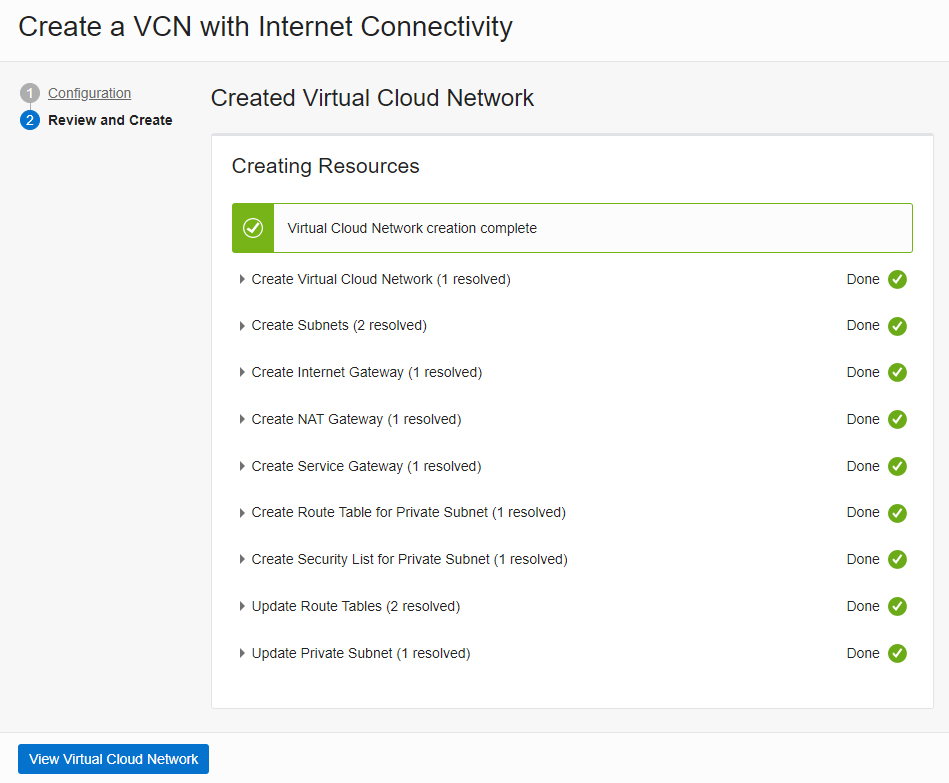 Create a VCN with Internet Connectivity
1 Configuration
2 Review and Create
Created Virtual Cloud Network
Creating Resources
Virtual Cloud Network creation complete
Create Virtual Cloud Network (1 resolved) Done
Create Subnets (2 resolved) Done
Create Internet Gateway (1 resolved) Done
Create NAT Gateway (1 resolved) Done
Create Service Gateway (1 resolved) Done
Create Route Table for Private Subnet (1 resolved) Done
Create Security List for Private Subnet (1 resolved) Done
Update Route Tables (2 resolved) Done
Update Private Subnet (1 resolved) Done
View Virtual Cloud Network